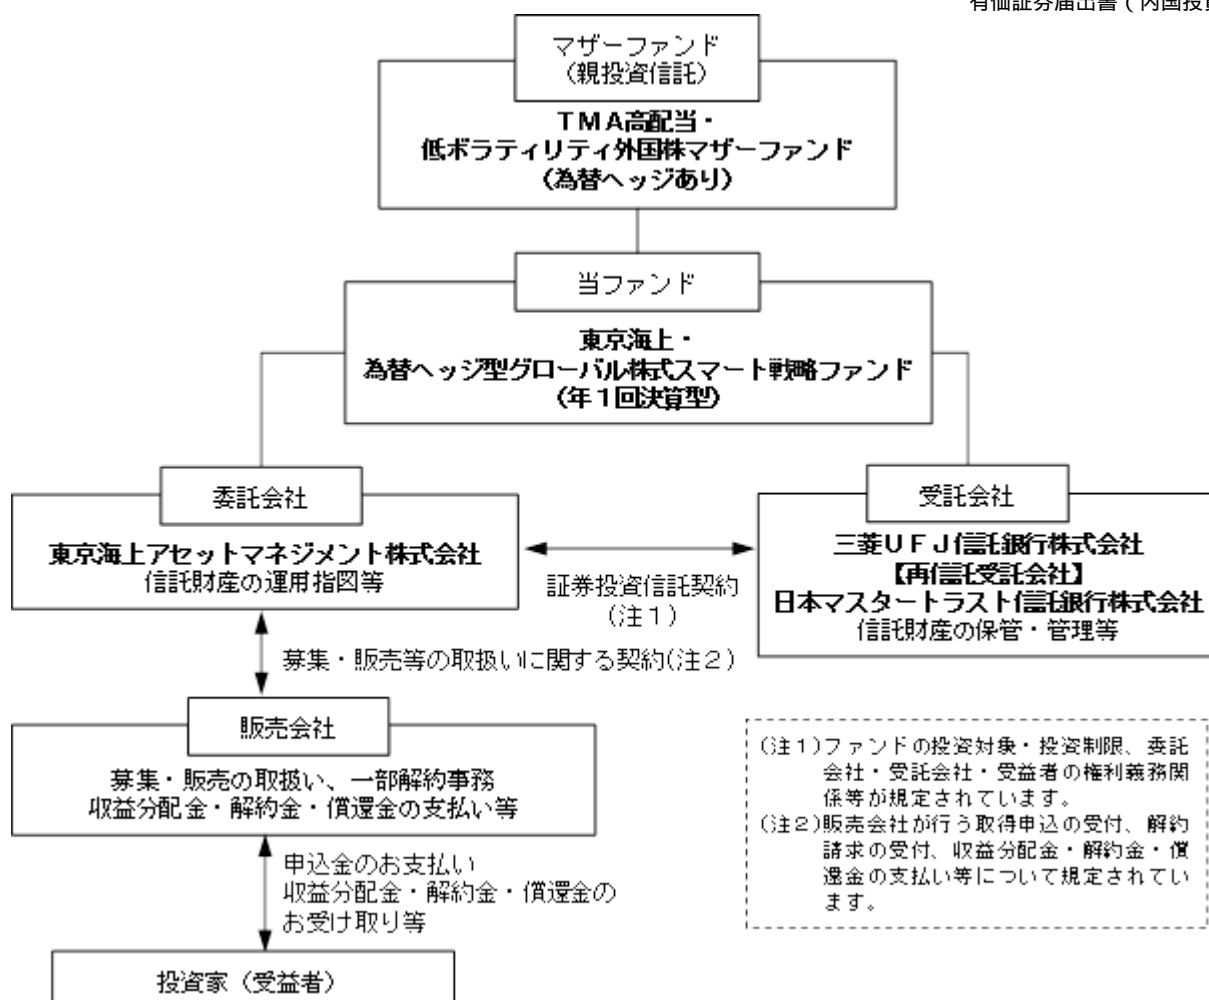 有価証券届出書（内国投資
マザーファンド
（親投資信託）
ＴＭＡ高配当・
低ボラティリティ外国株マザーファンド
（為替ヘッジあり）
当ファンド
東京海上・
為替ヘッジ型グローバル株式スマート戦略ファンド
（年１回決算型）
委託会社
東京海上アセットマネジメント株式会社
信託財産の運用指図等
証券投資信託契約
（注１）
受託会社
三菱ＵＦＪ信託銀行株式会社
【再信託受託会社】
日本マスタートラスト信託銀行株式会社
信託財産の保管・管理等
募集・販売等の取扱いに関する契約(注２)
販売会社
募集・販売の取扱い、一部解約事務
収益分配金・解約金・償還金の支払い等
(注１)ファンドの投資対象・投資制限、委託
会社・受託会社・受益者の権利義務関
係等が規定されています。
(注２)販売会社が行う取得申込の受付、解約
請求の受付、収益分配金・解約金・償
還金の支払い等について規定されてい
ます。
申込金のお支払い
収益分配金・解約金・償還金の
お受け取り等
投資家（受益者）